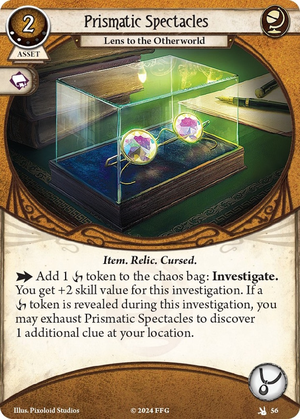 2
Prismatic Spectacles
Lens to the Otherworld
ASSET
Item. Relic. Cursed.
Add 1 token to the chaos bag: Investigate.
You get +2 skill value for this investigation. If a
token is revealed during this investigation, you
may exhaust Prismatic Spectacles to discover
1 additional clue at your location.
Illus. Pixoloid Studios
© 2024 FFG
56